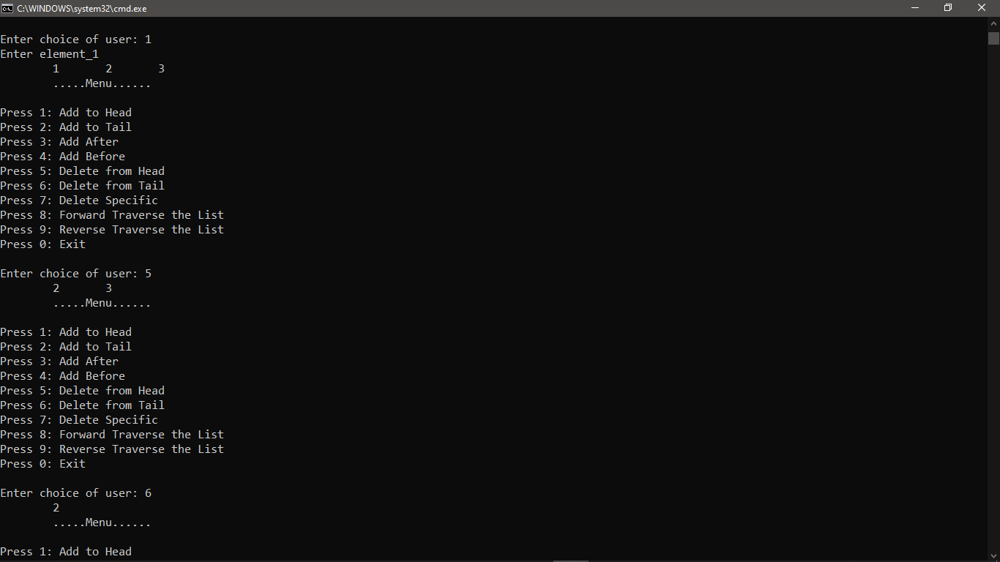 C:\WINDOWS\system32\cmd.exe
Enter choice of user: 1
Enter element_1
1 2 3
.....Menu......
Press 1: Add to Head
Press 2: Add to Tail
Press 3: Add After
Press 4: Add Before
Press 5: Delete from Head
Press 6: Delete from Tail
Press 7: Delete Specific
Press 8: Forward Traverse the List
Press 9: Reverse Traverse the List
Press 0: Exit
Enter choice of user: 5
2 3
.....Menu......
Press 1: Add to Head
Press 2: Add to Tail
Press 3: Add After
Press 4: Add Before
Press 5: Delete from Head
Press 6: Delete from Tail
Press 7: Delete Specific
Press 8: Forward Traverse the List
Press 9: Reverse Traverse the List
Press 0: Exit
Enter choice of user: 6
2
.....Menu......
Press 1: Add to Head